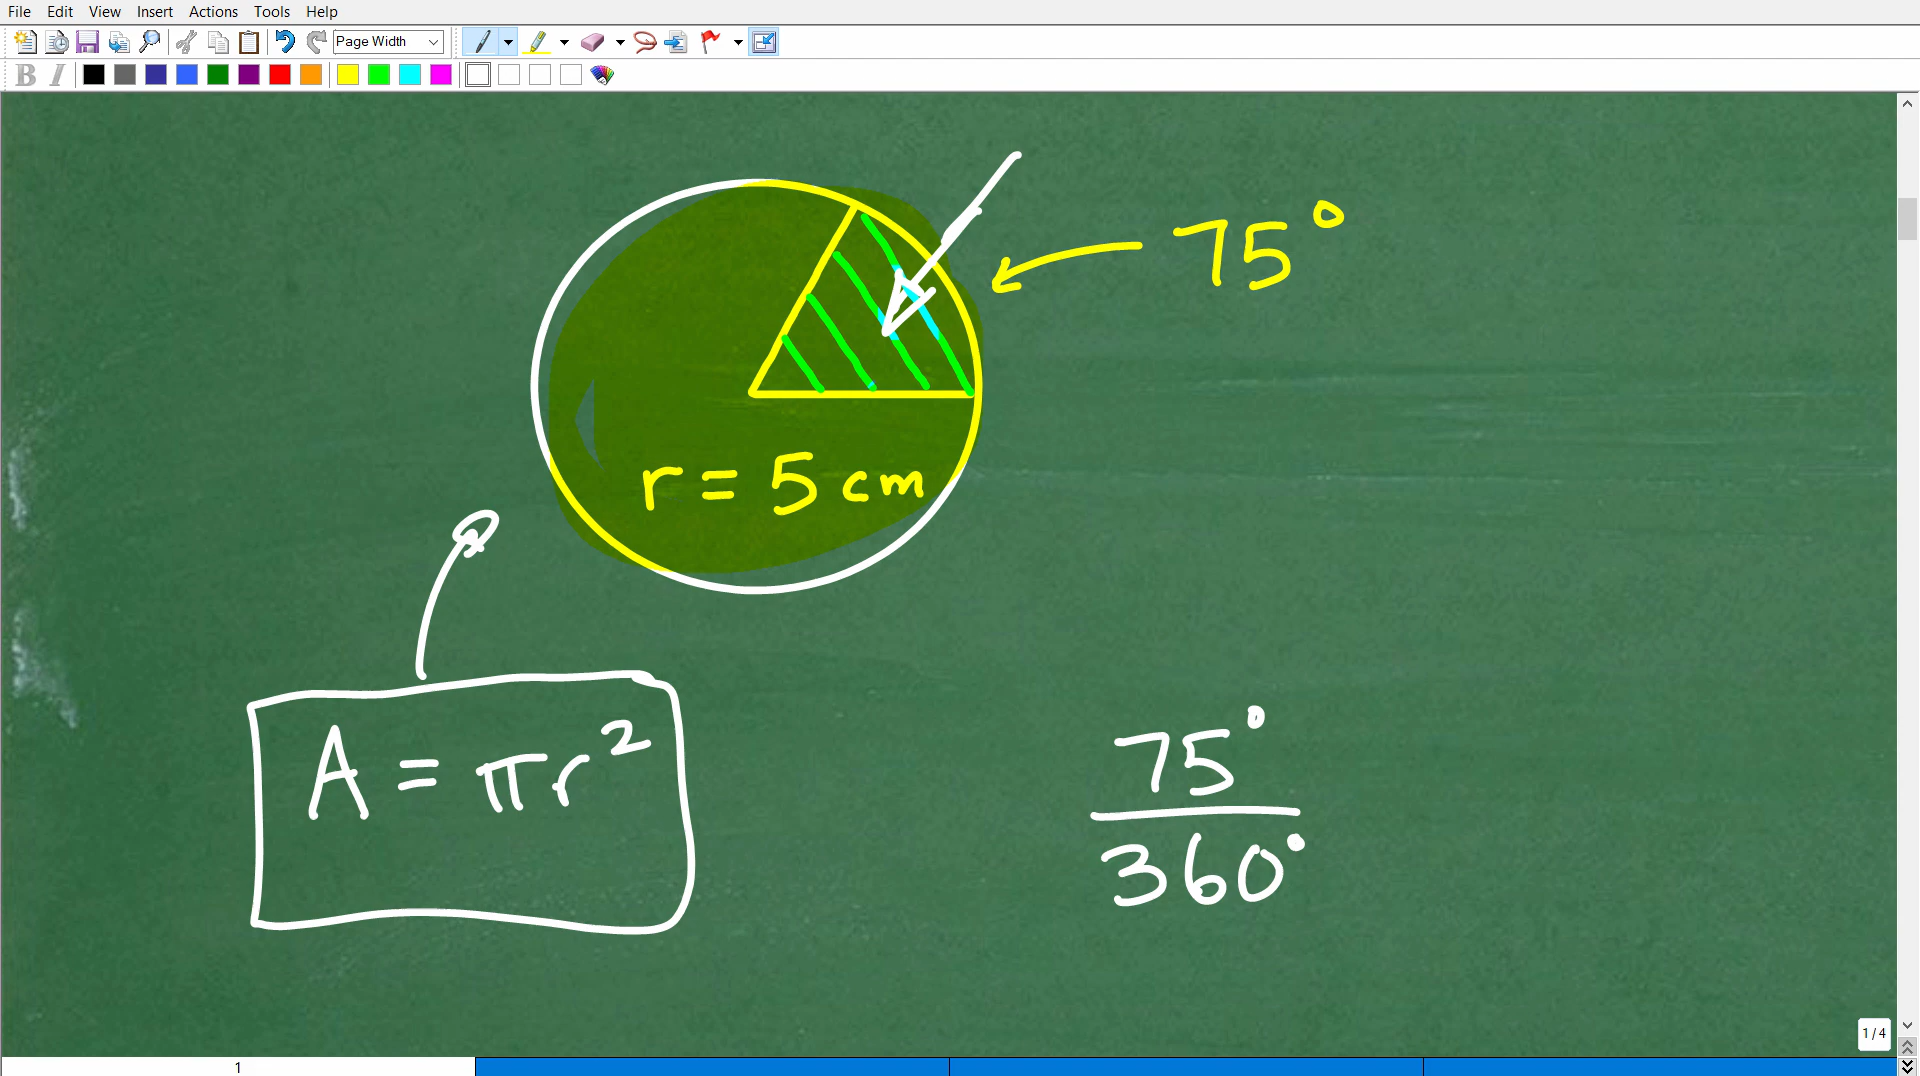 File Edit View Insert Actions Tools Help
Page Width
B I
75°
r = 5 cm
A = πr²
75°
360°
1 / 4
1